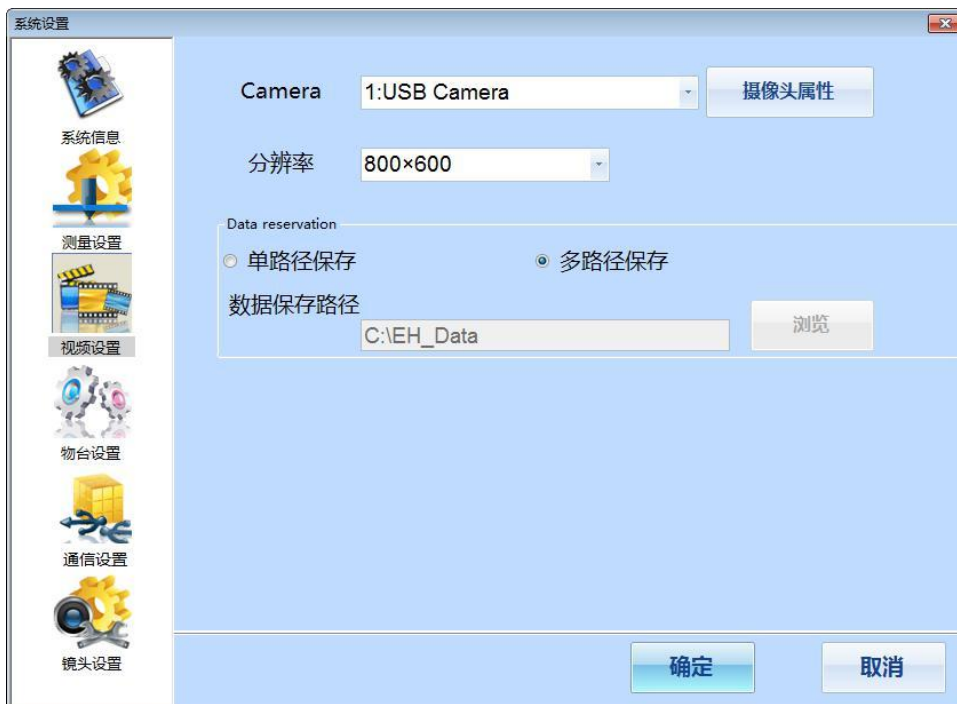 系统设置
系统信息
测量设置
视频设置
物台设置
通信设置
镜头设置
Camera
1:USB Camera
摄像头属性
分辨率
800×600
Data reservation
单路径保存
多路径保存
数据保存路径
C:\EH_Data
浏览
确定
取消